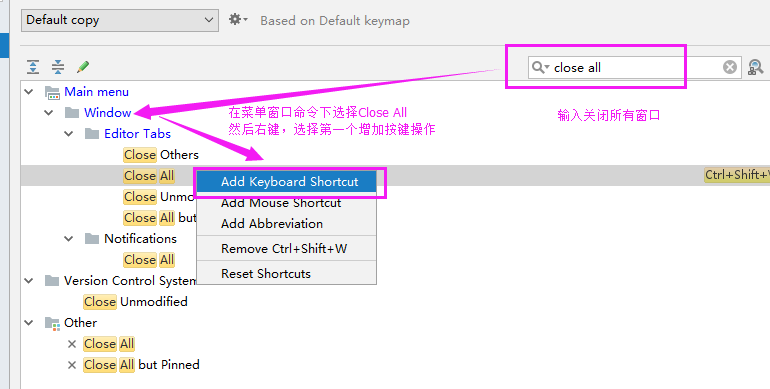 Default copy
Based on Default keymap
close all
Main menu
Window
在菜单窗口命令下选择Close All
输入关闭所有窗口
然后右键，选择第一个增加按键操作
Editor Tabs
Close Others
Close All
Ctrl+Shift+W
Add Keyboard Shortcut
Close Unmo
Add Mouse Shortcut
Close All but
Add Abbreviation
Notifications
Remove Ctrl+Shift+W
Close All
Reset Shortcuts
Version Control System
Close Unmodified
Other
Close All
Close All but Pinned